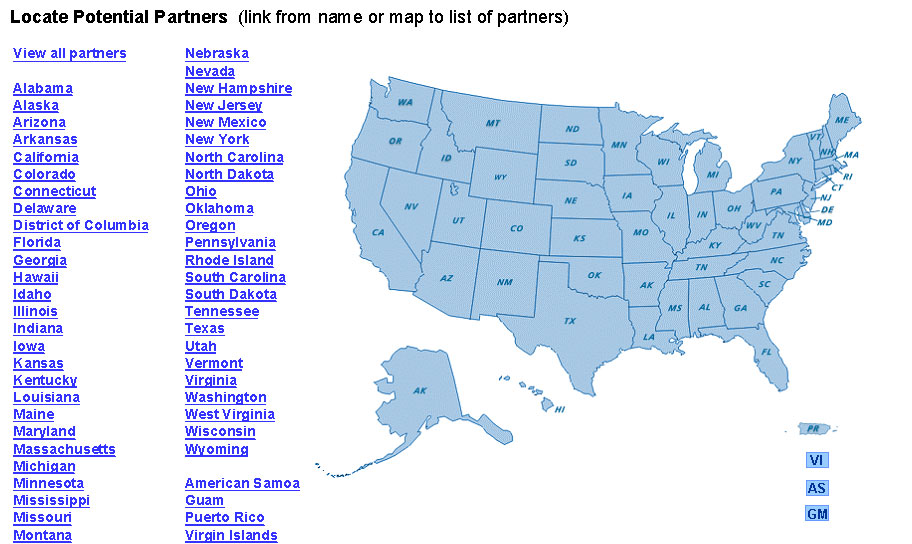 Locate Potential Partners (link from name or map to list of partners)
View all partners
Alabama
Alaska
Arizona
Arkansas
California
Colorado
Connecticut
Delaware
District of Columbia
Florida
Georgia
Hawaii
Idaho
Illinois
Indiana
Iowa
Kansas
Kentucky
Louisiana
Maine
Maryland
Massachusetts
Michigan
Minnesota
Mississippi
Missouri
Montana
Nebraska
Nevada
New Hampshire
New Jersey
New Mexico
New York
North Carolina
North Dakota
Ohio
Oklahoma
Oregon
Pennsylvania
Rhode Island
South Carolina
South Dakota
Tennessee
Texas
Utah
Vermont
Virginia
Washington
West Virginia
Wisconsin
Wyoming
American Samoa
Guam
Puerto Rico
Virgin Islands
WA
MT
ND
MN
ME
VT
NH
MA
OR
ID
SD
WI
MI
NY
RI
CT
WY
IA
PA
NJ
NV
NE
IL
IN
OH
DE
MD
UT
CO
KS
MO
WV
TN
CA
KY
AZ
NM
OK
AK
TN
NC
SC
TX
MS
AL
GA
LA
FL
AK
HI
PR
VI
AS
GM